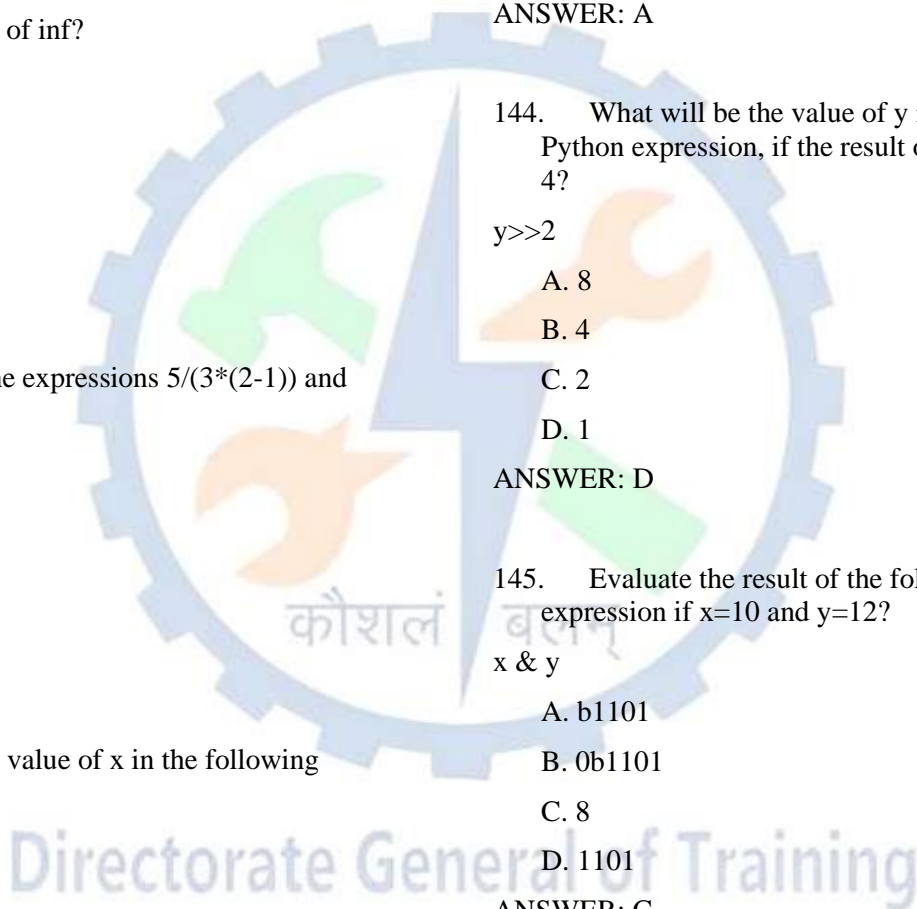 of inf?
expressions 5/(3*(2-1)) and
value of x in the following
ANSWER: A
144. What will be the value of y
Python expression, if the result
4?
y>>2
A. 8
B. 4
C. 2
D. 1
ANSWER: D
145. Evaluate the result of the
expression if x=10 and y=12?
x & y
A. b1101
B. 0b1101
C. 8
D. 1101
ANSWER: C
कौशलं बलम्
Directorate General of Training